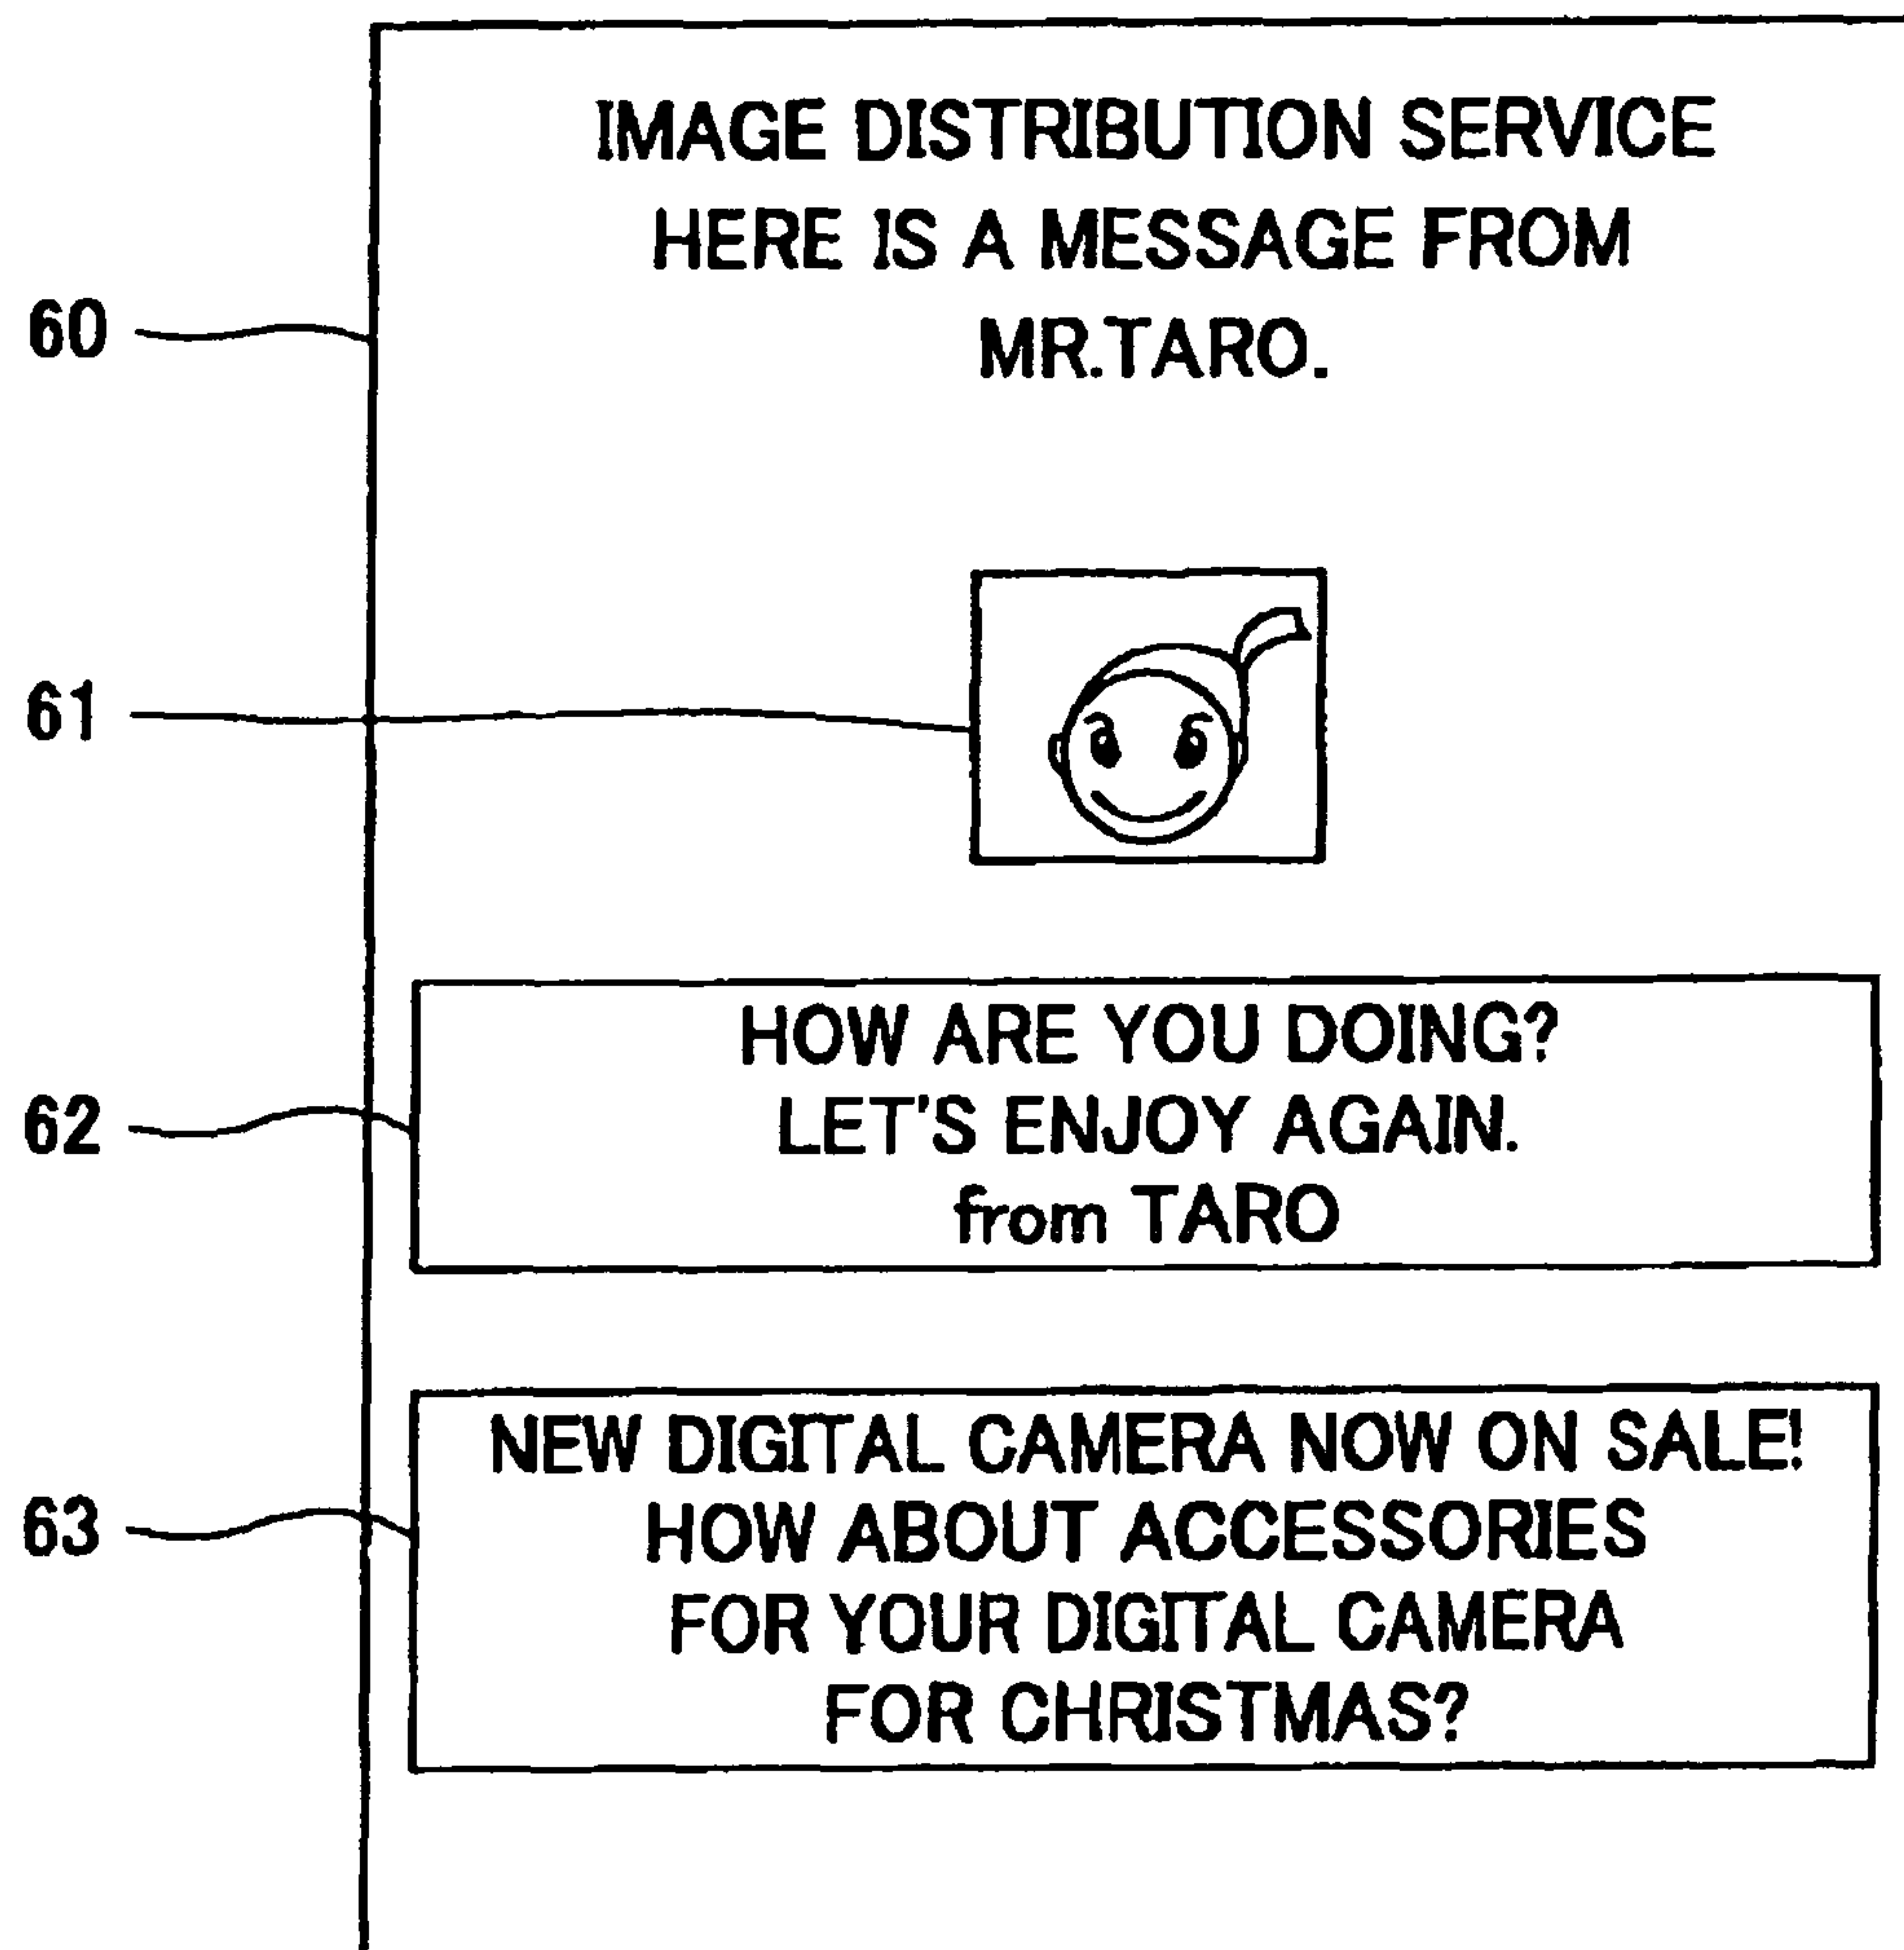 IMAGE DISTRIBUTION SERVICE
HERE IS A MESSAGE FROM
MR.TARO.
60
61
HOW ARE YOU DOING?
LET'S ENJOY AGAIN.
from TARO
62
NEW DIGITAL CAMERA NOW ON SALE!
HOW ABOUT ACCESSORIES
FOR YOUR DIGITAL CAMERA
FOR CHRISTMAS?
63